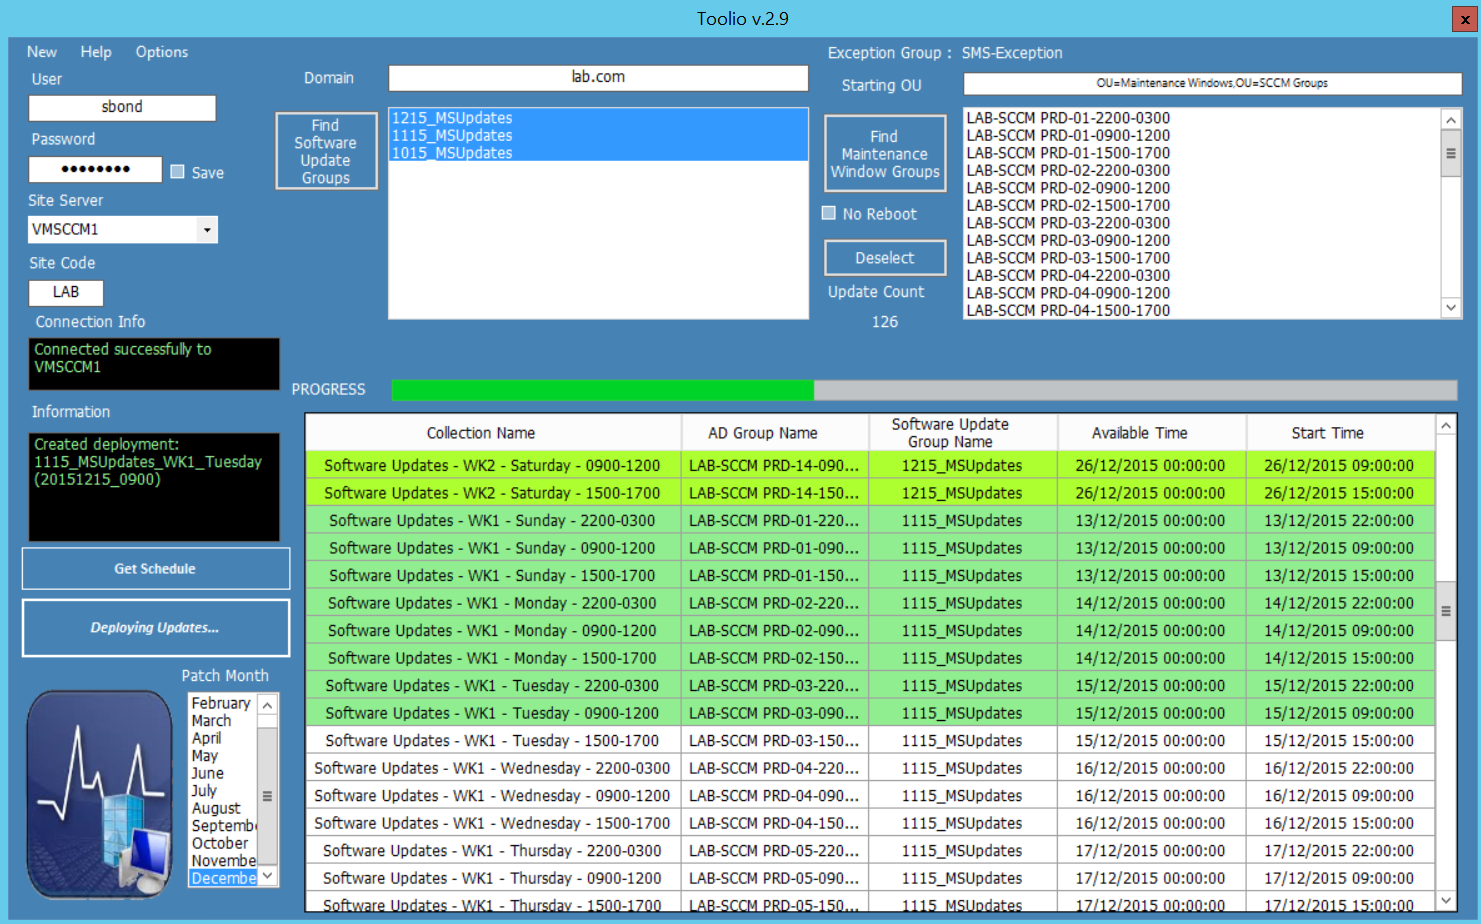 Toolio v.2.9
x
New Help Options
User
sbond
Password
••••••••
Save
Site Server
VMSCCM1
Site Code
LAB
Connection Info
Connected successfully to
VMSCCM1
Information
Created deployment:
1115_MSUpdates_WK1_Tuesday
(20151215_0900)
Get Schedule
Deploying Updates...
Patch Month
February
March
April
May
June
July
August
Septembe
October
Novembe
Decembe
Domain
lab.com
Find
Software
Update
Groups
1215_MSUpdates
1115_MSUpdates
1015_MSUpdates
Exception Group : SMS-Exception
Starting OU
OU=Maintenance Windows,OU=SCCM Groups
Find
Maintenance
Window Groups
No Reboot
Deselect
Update Count
126
LAB-SCCM PRD-01-2200-0300
LAB-SCCM PRD-01-0900-1200
LAB-SCCM PRD-01-1500-1700
LAB-SCCM PRD-02-2200-0300
LAB-SCCM PRD-02-0900-1200
LAB-SCCM PRD-02-1500-1700
LAB-SCCM PRD-03-2200-0300
LAB-SCCM PRD-03-0900-1200
LAB-SCCM PRD-03-1500-1700
LAB-SCCM PRD-04-2200-0300
LAB-SCCM PRD-04-0900-1200
LAB-SCCM PRD-04-1500-1700
PROGRESS
Collection Name AD Group Name Software Update Group Name Available Time Start Time
Software Updates - WK2 - Saturday - 0900-1200 LAB-SCCM PRD-14-090... 1215_MSUpdates 26/12/2015 00:00:00 26/12/2015 09:00:00
Software Updates - WK2 - Saturday - 1500-1700 LAB-SCCM PRD-14-150... 1215_MSUpdates 26/12/2015 00:00:00 26/12/2015 15:00:00
Software Updates - WK1 - Sunday - 2200-0300 LAB-SCCM PRD-01-220... 1115_MSUpdates 13/12/2015 00:00:00 13/12/2015 22:00:00
Software Updates - WK1 - Sunday - 0900-1200 LAB-SCCM PRD-01-090... 1115_MSUpdates 13/12/2015 00:00:00 13/12/2015 09:00:00
Software Updates - WK1 - Sunday - 1500-1700 LAB-SCCM PRD-01-150... 1115_MSUpdates 13/12/2015 00:00:00 13/12/2015 15:00:00
Software Updates - WK1 - Monday - 2200-0300 LAB-SCCM PRD-02-220... 1115_MSUpdates 14/12/2015 00:00:00 14/12/2015 22:00:00
Software Updates - WK1 - Monday - 0900-1200 LAB-SCCM PRD-02-090... 1115_MSUpdates 14/12/2015 00:00:00 14/12/2015 09:00:00
Software Updates - WK1 - Monday - 1500-1700 LAB-SCCM PRD-02-150... 1115_MSUpdates 14/12/2015 00:00:00 14/12/2015 15:00:00
Software Updates - WK1 - Tuesday - 2200-0300 LAB-SCCM PRD-03-220... 1115_MSUpdates 15/12/2015 00:00:00 15/12/2015 22:00:00
Software Updates - WK1 - Tuesday - 0900-1200 LAB-SCCM PRD-03-090... 1115_MSUpdates 15/12/2015 00:00:00 15/12/2015 09:00:00
Software Updates - WK1 - Tuesday - 1500-1700 LAB-SCCM PRD-03-150... 1115_MSUpdates 15/12/2015 00:00:00 15/12/2015 15:00:00
Software Updates - WK1 - Wednesday - 2200-0300 LAB-SCCM PRD-04-220... 1115_MSUpdates 16/12/2015 00:00:00 16/12/2015 22:00:00
Software Updates - WK1 - Wednesday - 0900-1200 LAB-SCCM PRD-04-090... 1115_MSUpdates 16/12/2015 00:00:00 16/12/2015 09:00:00
Software Updates - WK1 - Wednesday - 1500-1700 LAB-SCCM PRD-04-150... 1115_MSUpdates 16/12/2015 00:00:00 16/12/2015 15:00:00
Software Updates - WK1 - Thursday - 2200-0300 LAB-SCCM PRD-05-220... 1115_MSUpdates 17/12/2015 00:00:00 17/12/2015 22:00:00
Software Updates - WK1 - Thursday - 0900-1200 LAB-SCCM PRD-05-090... 1115_MSUpdates 17/12/2015 00:00:00 17/12/2015 09:00:00
Software Updates - WK1 - Thursday - 1500-1700 LAB-SCCM PRD-05-150... 1115_MSUpdates 17/12/2015 00:00:00 17/12/2015 15:00:00